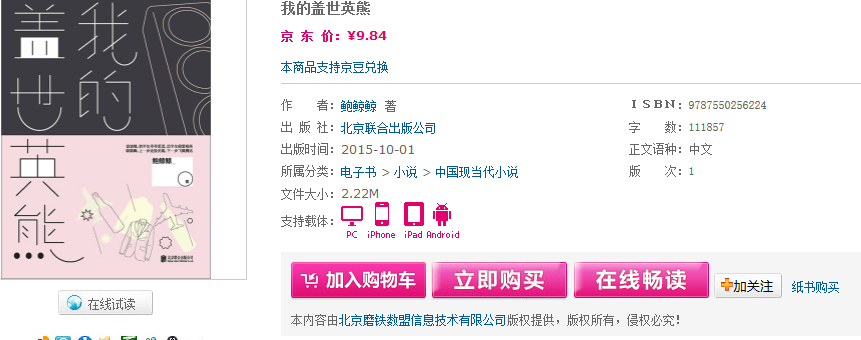 我的盖世英熊
京 东 价：¥9.84
本商品支持京豆兑换
作 者：鲍鲸鲸 著
ISBN：9787550256224
出 版 社：北京联合出版公司
字 数：111857
出版时间：2015-10-01
正文语种：中文
所属分类：电子书 > 小说 > 中国现当代小说
版 次：1
文件大小：2.22M
支持载体：
PC iPhone iPad Android
加入购物车 立即购买 在线畅读 加关注 纸书购买
本内容由北京磨铁数盟信息技术有限公司版权提供，版权所有，侵权必究！
我的
盖世
英熊
鲍鲸鲸
在线试读